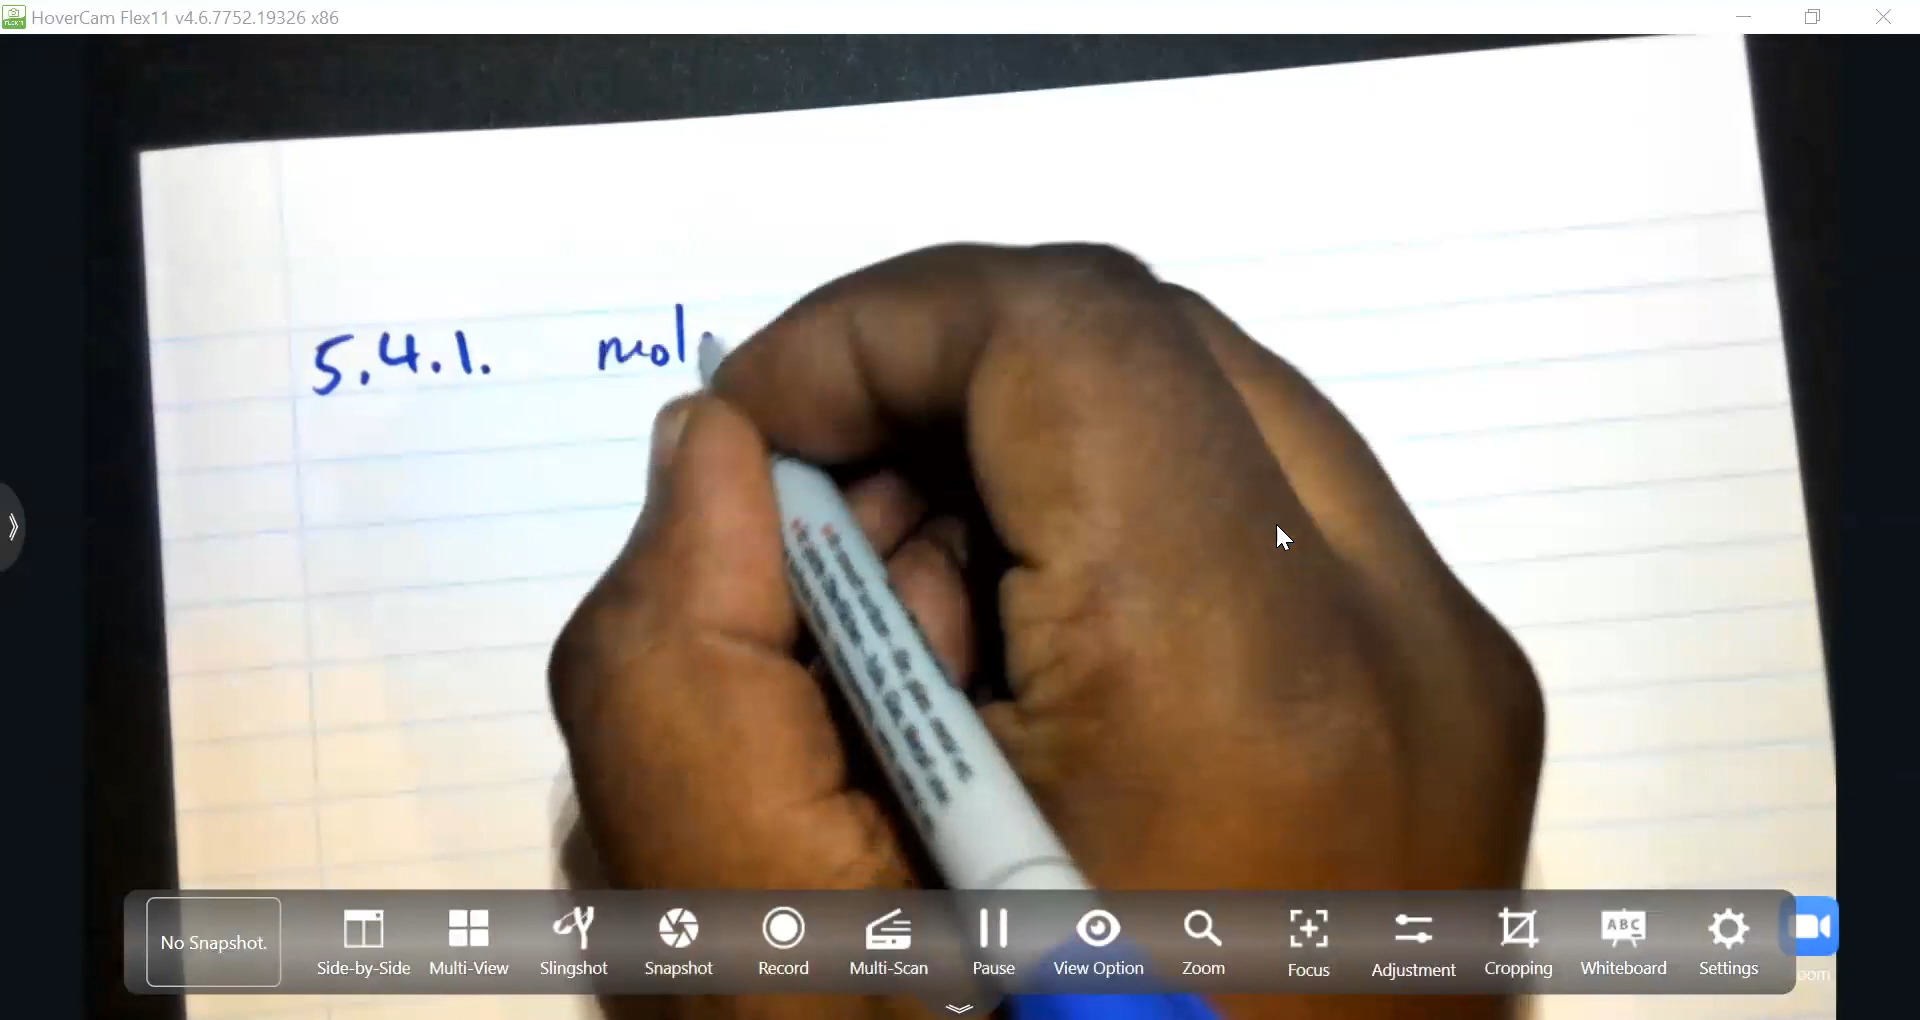 HoverCam Flex11 v4.6.7752.19326 x86
5.4.1. mol
No Snapshot.
Side-by-Side
Multi-View
Slingshot
Snapshot
Record
Multi-Scan
Pause
View Option
Zoom
Focus
Adjustment
Cropping
ABC
Whiteboard
Settings
oom